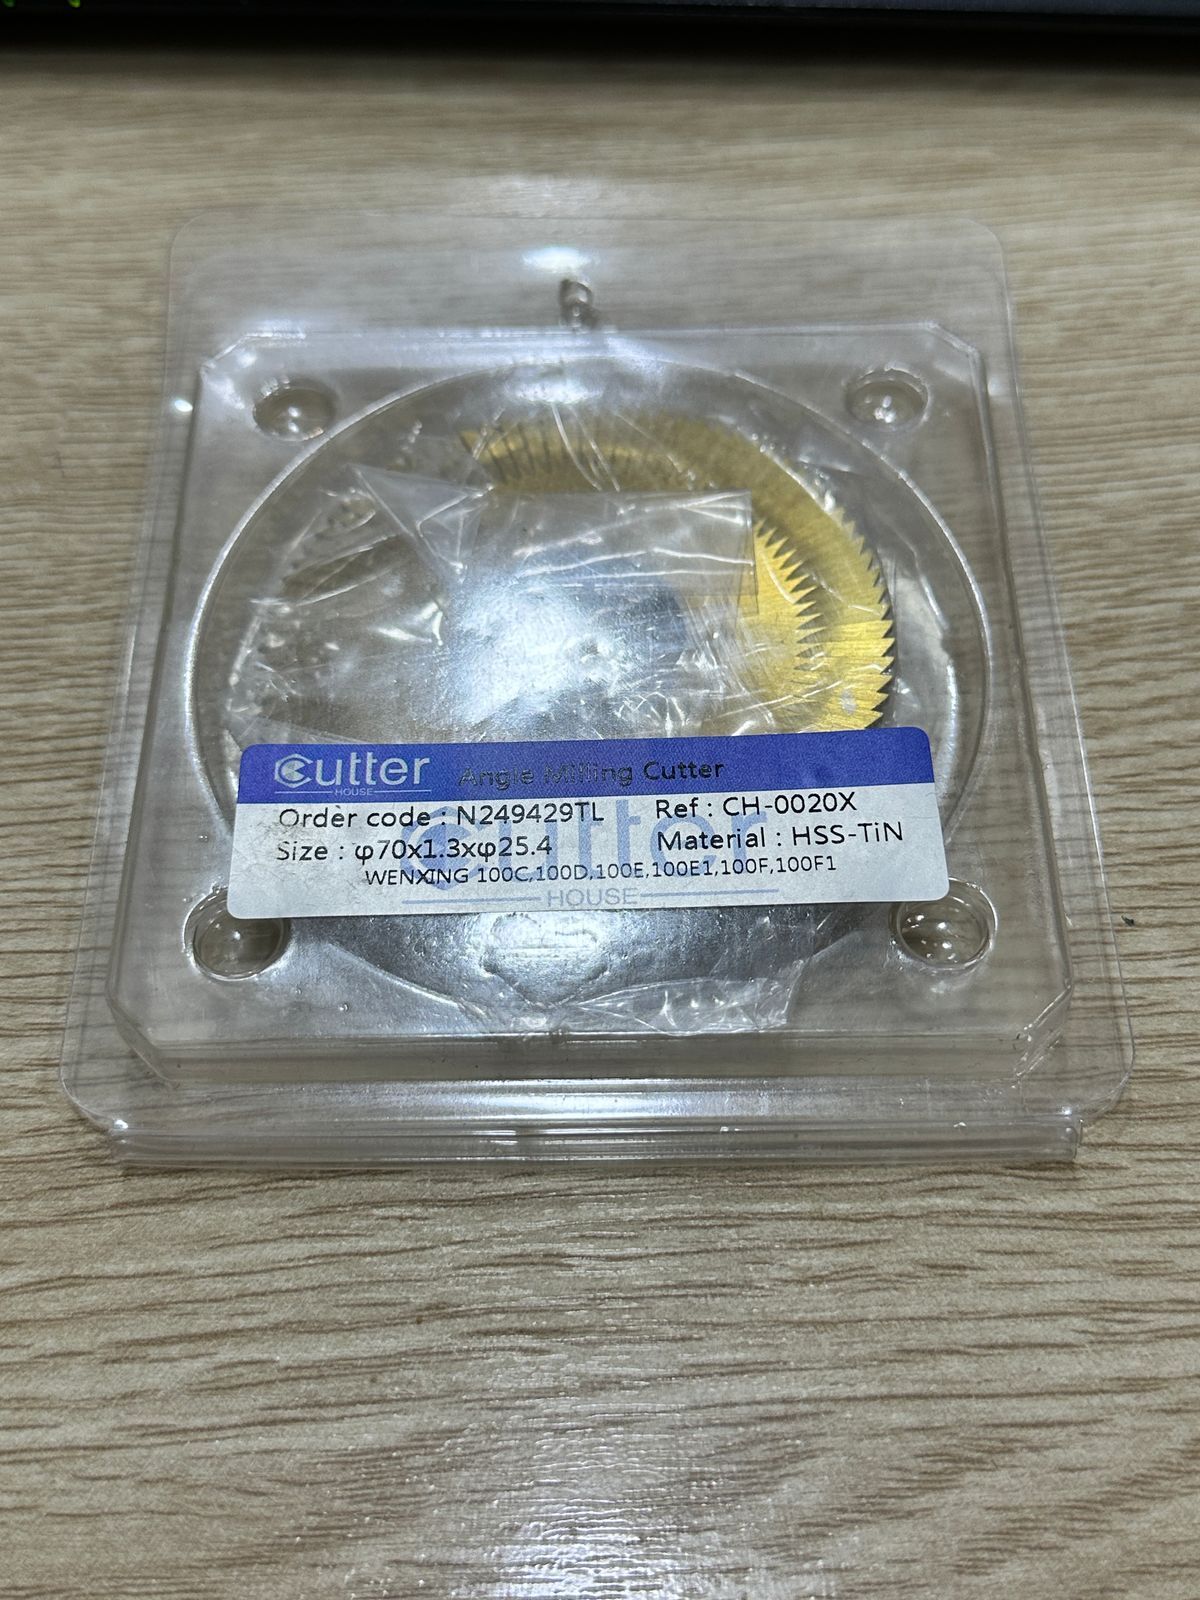 Cutter
HOUSE
Angle Milling Cutter
Order code : N249429TL
Ref : CH-0020X
Size : φ70x1.3xφ25.4
Material : HSS-TiN
WENXING 100C,100D,100E,100E1,100F,100F1
Cutter
HOUSE